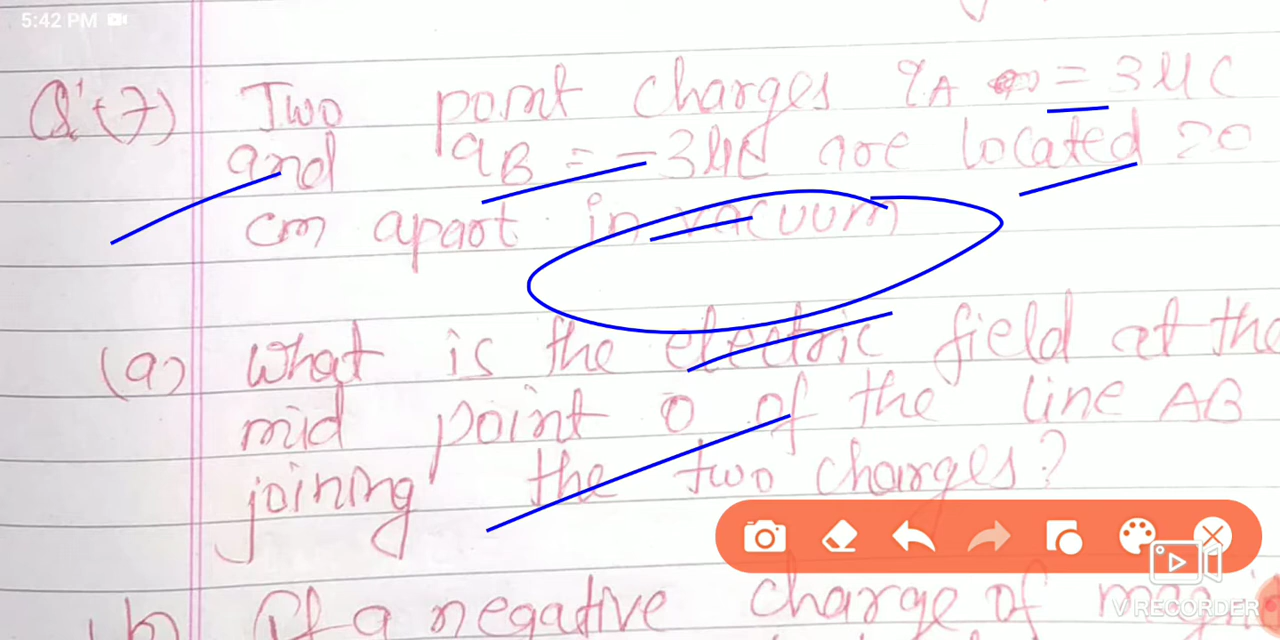 5:42 PM
Q.(7) Two point charges qA = 3μC
and qB = -3μC are located 20
cm apart in vacuum
(a) What is the electric field at the
mid point O of the line AB
joining the two charges?
(b) If a negative charge of
V RECORDER